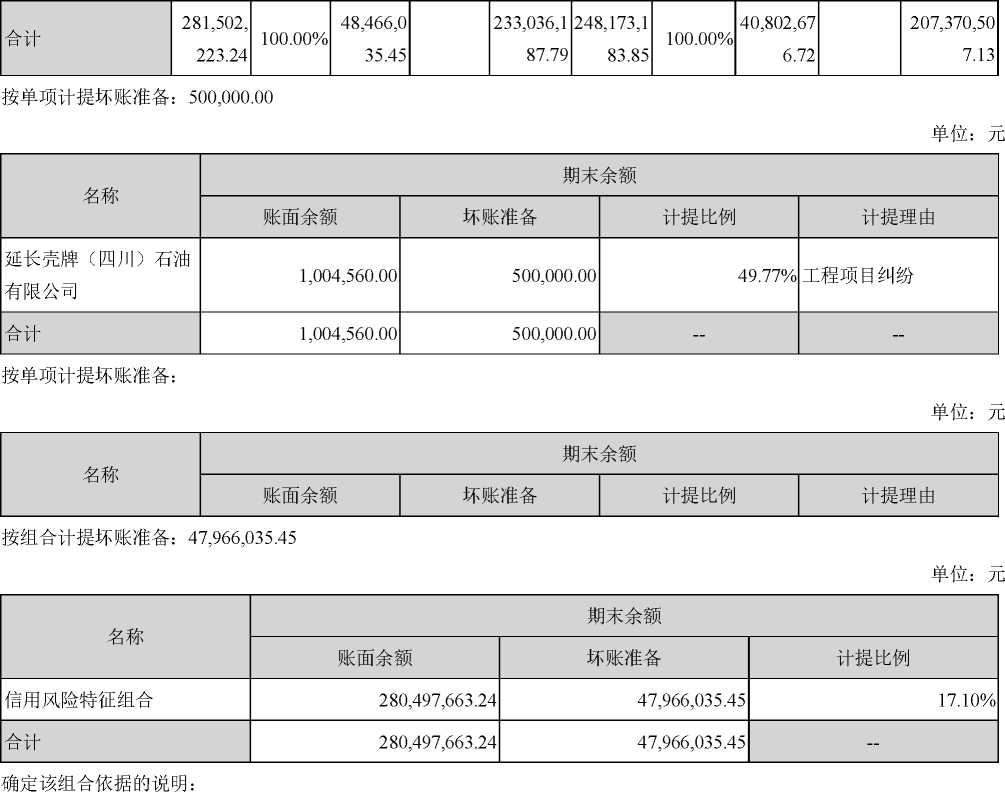 合计 281,502,223.24 100.00% 48,466,035.45 233,036,187.79 248,173,183.85 100.00% 40,802,676.72 207,370,507.13
按单项计提坏账准备：500,000.00
单位：元
名称 期末余额
账面余额 坏账准备 计提比例 计提理由
延长壳牌（四川）石油
有限公司 1,004,560.00 500,000.00 49.77% 工程项目纠纷
合计 1,004,560.00 500,000.00 -- --
按单项计提坏账准备：
单位：元
名称 期末余额
账面余额 坏账准备 计提比例 计提理由
按组合计提坏账准备：47,966,035.45
单位：元
名称 期末余额
账面余额 坏账准备 计提比例
信用风险特征组合 280,497,663.24 47,966,035.45 17.10%
合计 280,497,663.24 47,966,035.45 --
确定该组合依据的说明：